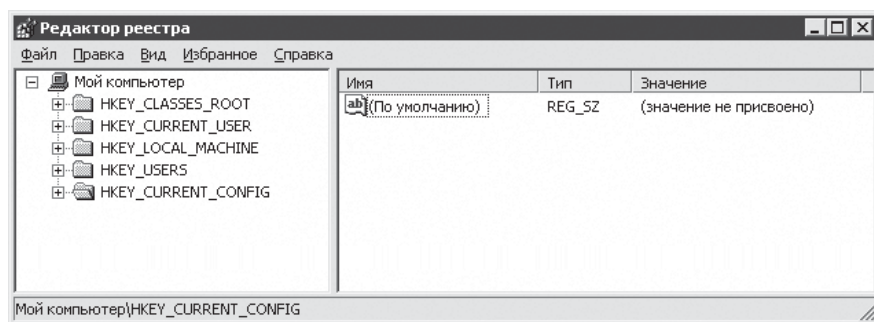 Редактор реестра
Файл Правка Вид Избранное Справка
Мой компьютер
HKEY_CLASSES_ROOT
HKEY_CURRENT_USER
HKEY_LOCAL_MACHINE
HKEY_USERS
HKEY_CURRENT_CONFIG
Имя Тип Значение
ab (По умолчанию) REG_SZ (значение не присвоено)
Мой компьютер\HKEY_CURRENT_CONFIG